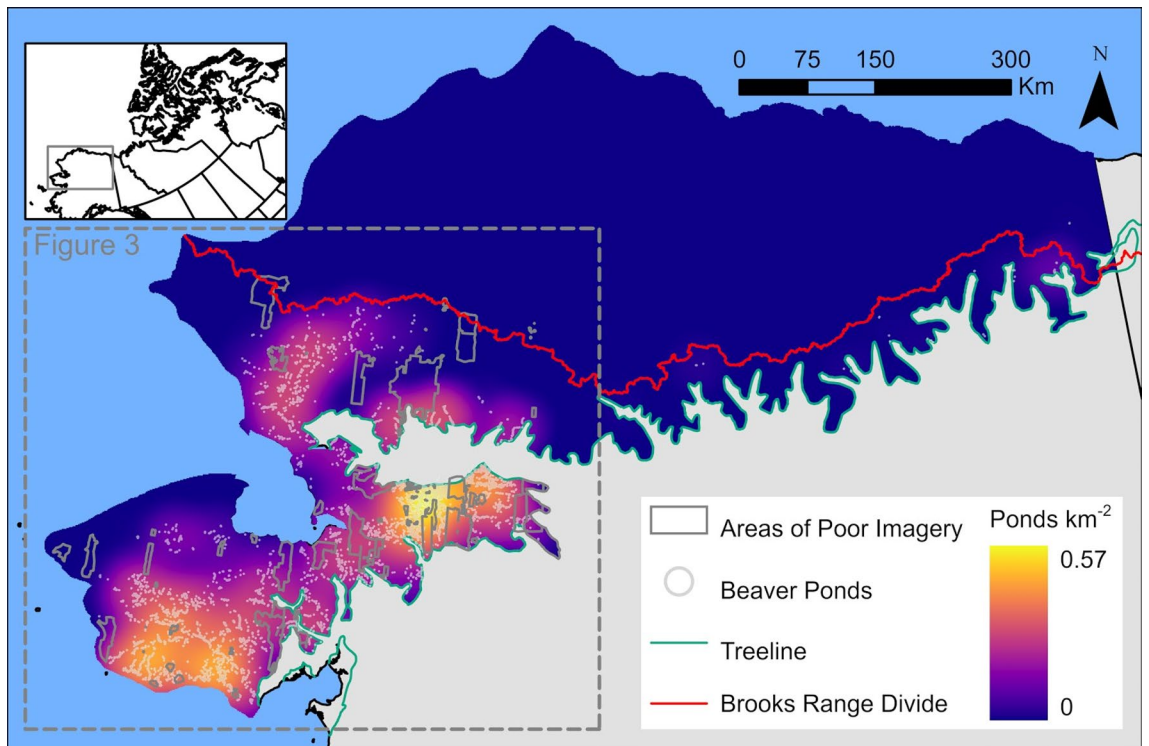 0 75 150 300
Km
N
Figure 3
Areas of Poor Imagery
Beaver Ponds
Treeline
Brooks Range Divide
Ponds km-2
0.57
0